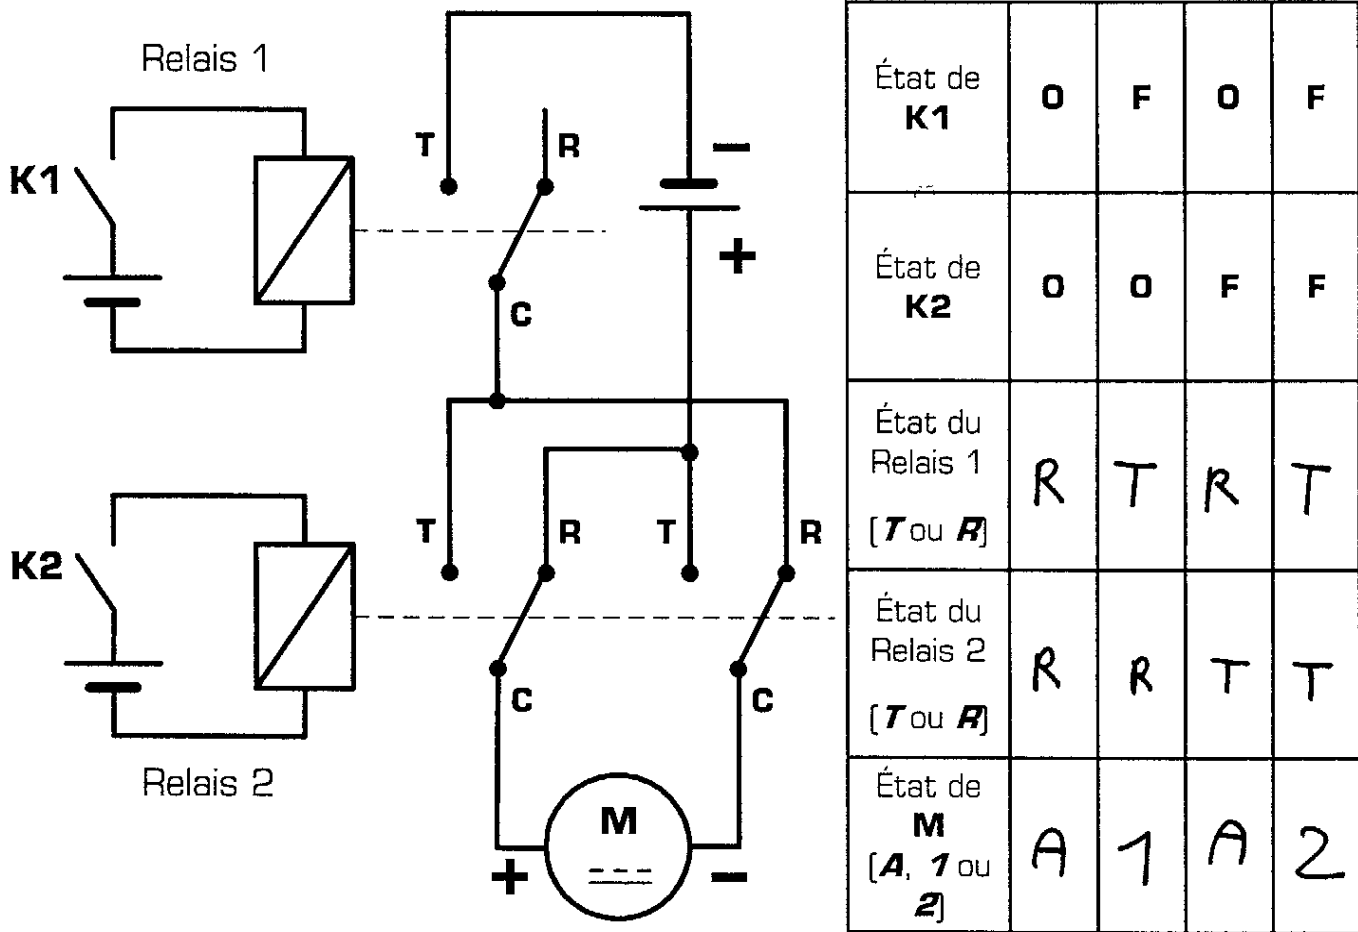 Relais 1
K1
T
R
C
−
+
K2
T
R
T
R
C
C
Relais 2
M
+
−
État de
K1
O
F
O
F
État de
K2
O
O
F
F
État du
Relais 1
[T ou R]
R
T
R
T
État du
Relais 2
[T ou R]
R
R
T
T
État de
M
[A, 1 ou
2]
A
1
A
2